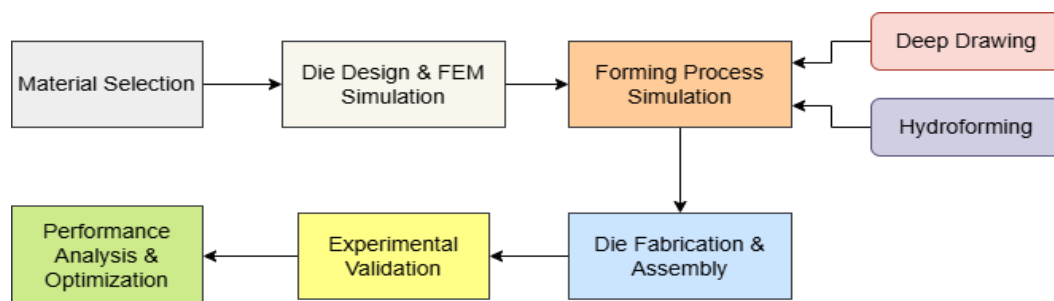 Material Selection
Die Design & FEM
Simulation
Forming Process
Simulation
Deep Drawing
Hydroforming
Performance
Analysis &
Optimization
Experimental
Validation
Die Fabrication &
Assembly